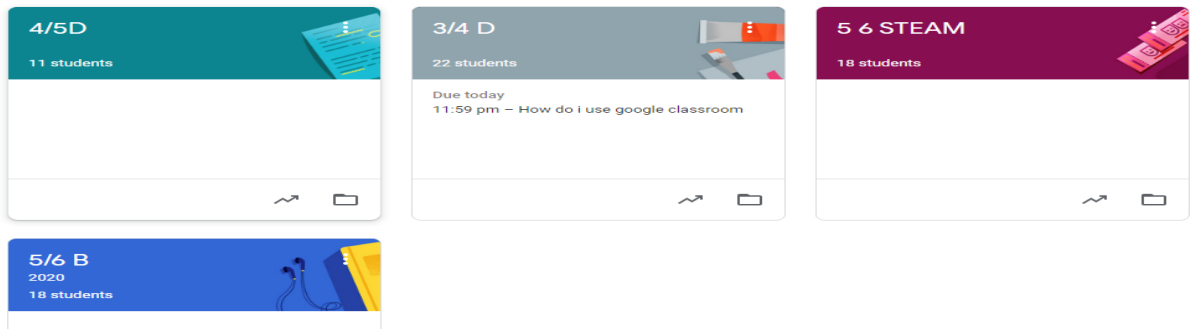 4/5D
11 students
3/4 D
22 students
Due today
11:59 pm – How do i use google classroom
5 6 STEAM
18 students
5/6 B
2020
18 students